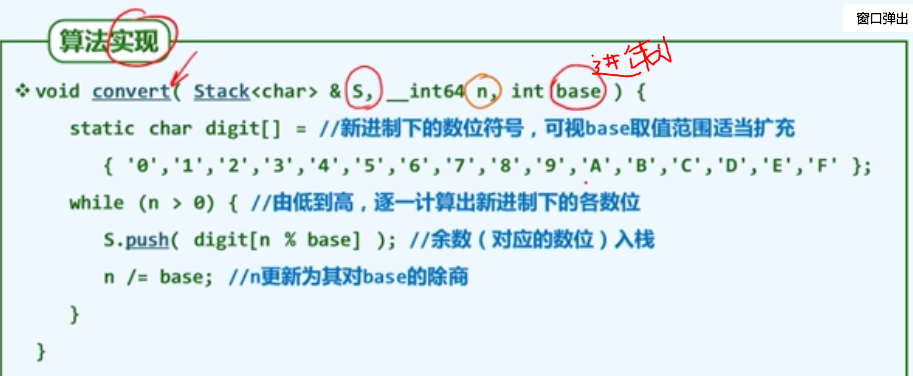 窗口弹出
算法实现
进制
❖ void convert( Stack<char> & S, __int64 n, int base ) {
static char digit[] = //新进制下的数位符号，可视base取值范围适当扩充
{ '0','1','2','3','4','5','6','7','8','9','A','B','C','D','E','F' };
while (n > 0) { //由低到高，逐一计算出新进制下的各数位
S.push( digit[n % base] ); //余数（对应的数位）入栈
n /= base; //n更新为其对base的除商
}
}